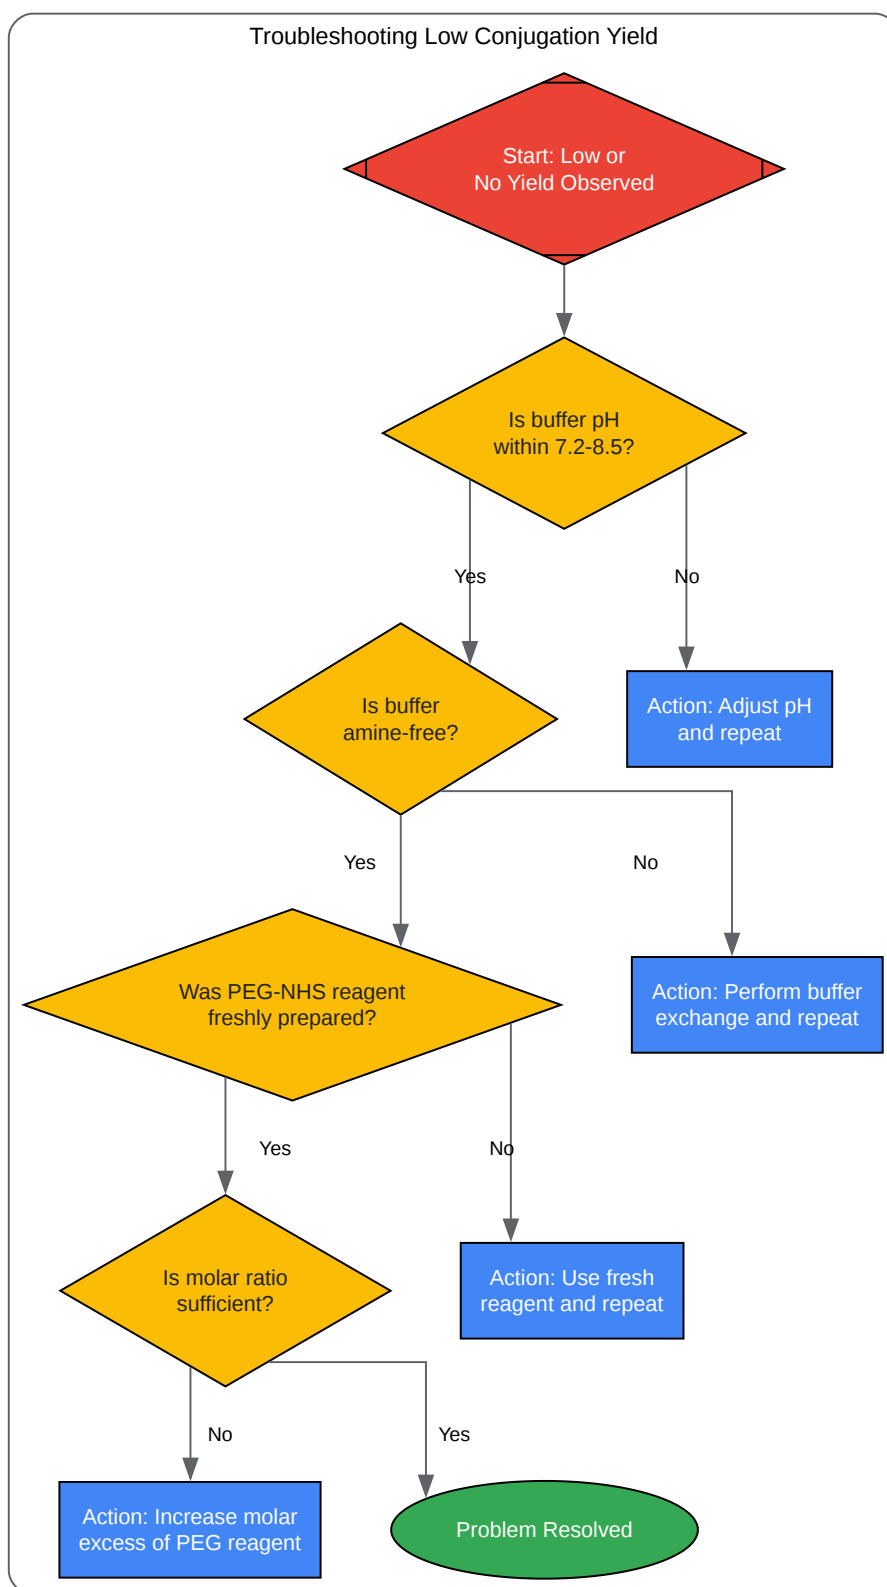 Troubleshooting Low Conjugation Yield
Start: Low or
No Yield Observed
Is buffer pH
within 7.2-8.5?
Yes
No
Is buffer
amine-free?
Action: Adjust pH
and repeat
Yes
No
Was PEG-NHS reagent
freshly prepared?
Action: Perform buffer
exchange and repeat
Yes
No
Is molar ratio
sufficient?
Action: Use fresh
reagent and repeat
No
Yes
Action: Increase molar
excess of PEG reagent
Problem Resolved